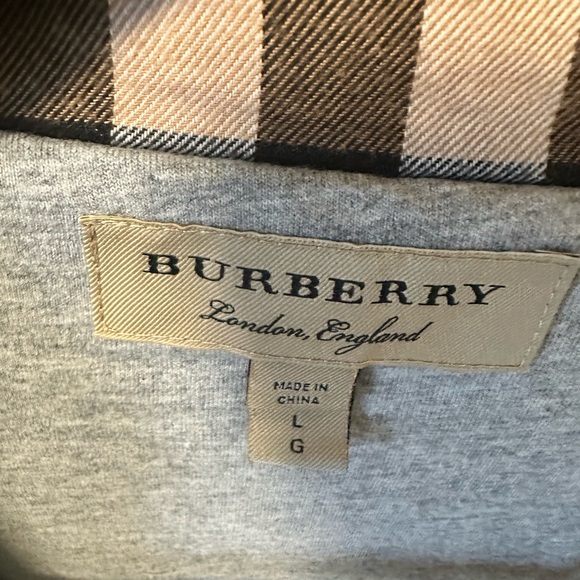 BURBERRY
London, England
MADE IN
CHINA
L
G